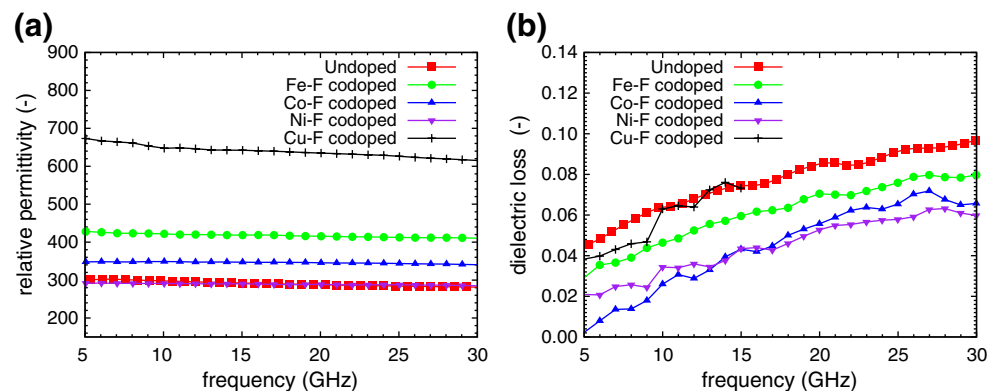 (a)
900
800
700
600
500
400
300
200
relative permittivity (-)
Undoped
Fe-F codoped
Co-F codoped
Ni-F codoped
Cu-F codoped
5 10 15 20 25 30
frequency (GHz)
(b)
0.14
0.12
0.10
0.08
0.06
0.04
0.02
0.00
dielectric loss (-)
Undoped
Fe-F codoped
Co-F codoped
Ni-F codoped
Cu-F codoped
5 10 15 20 25 30
frequency (GHz)